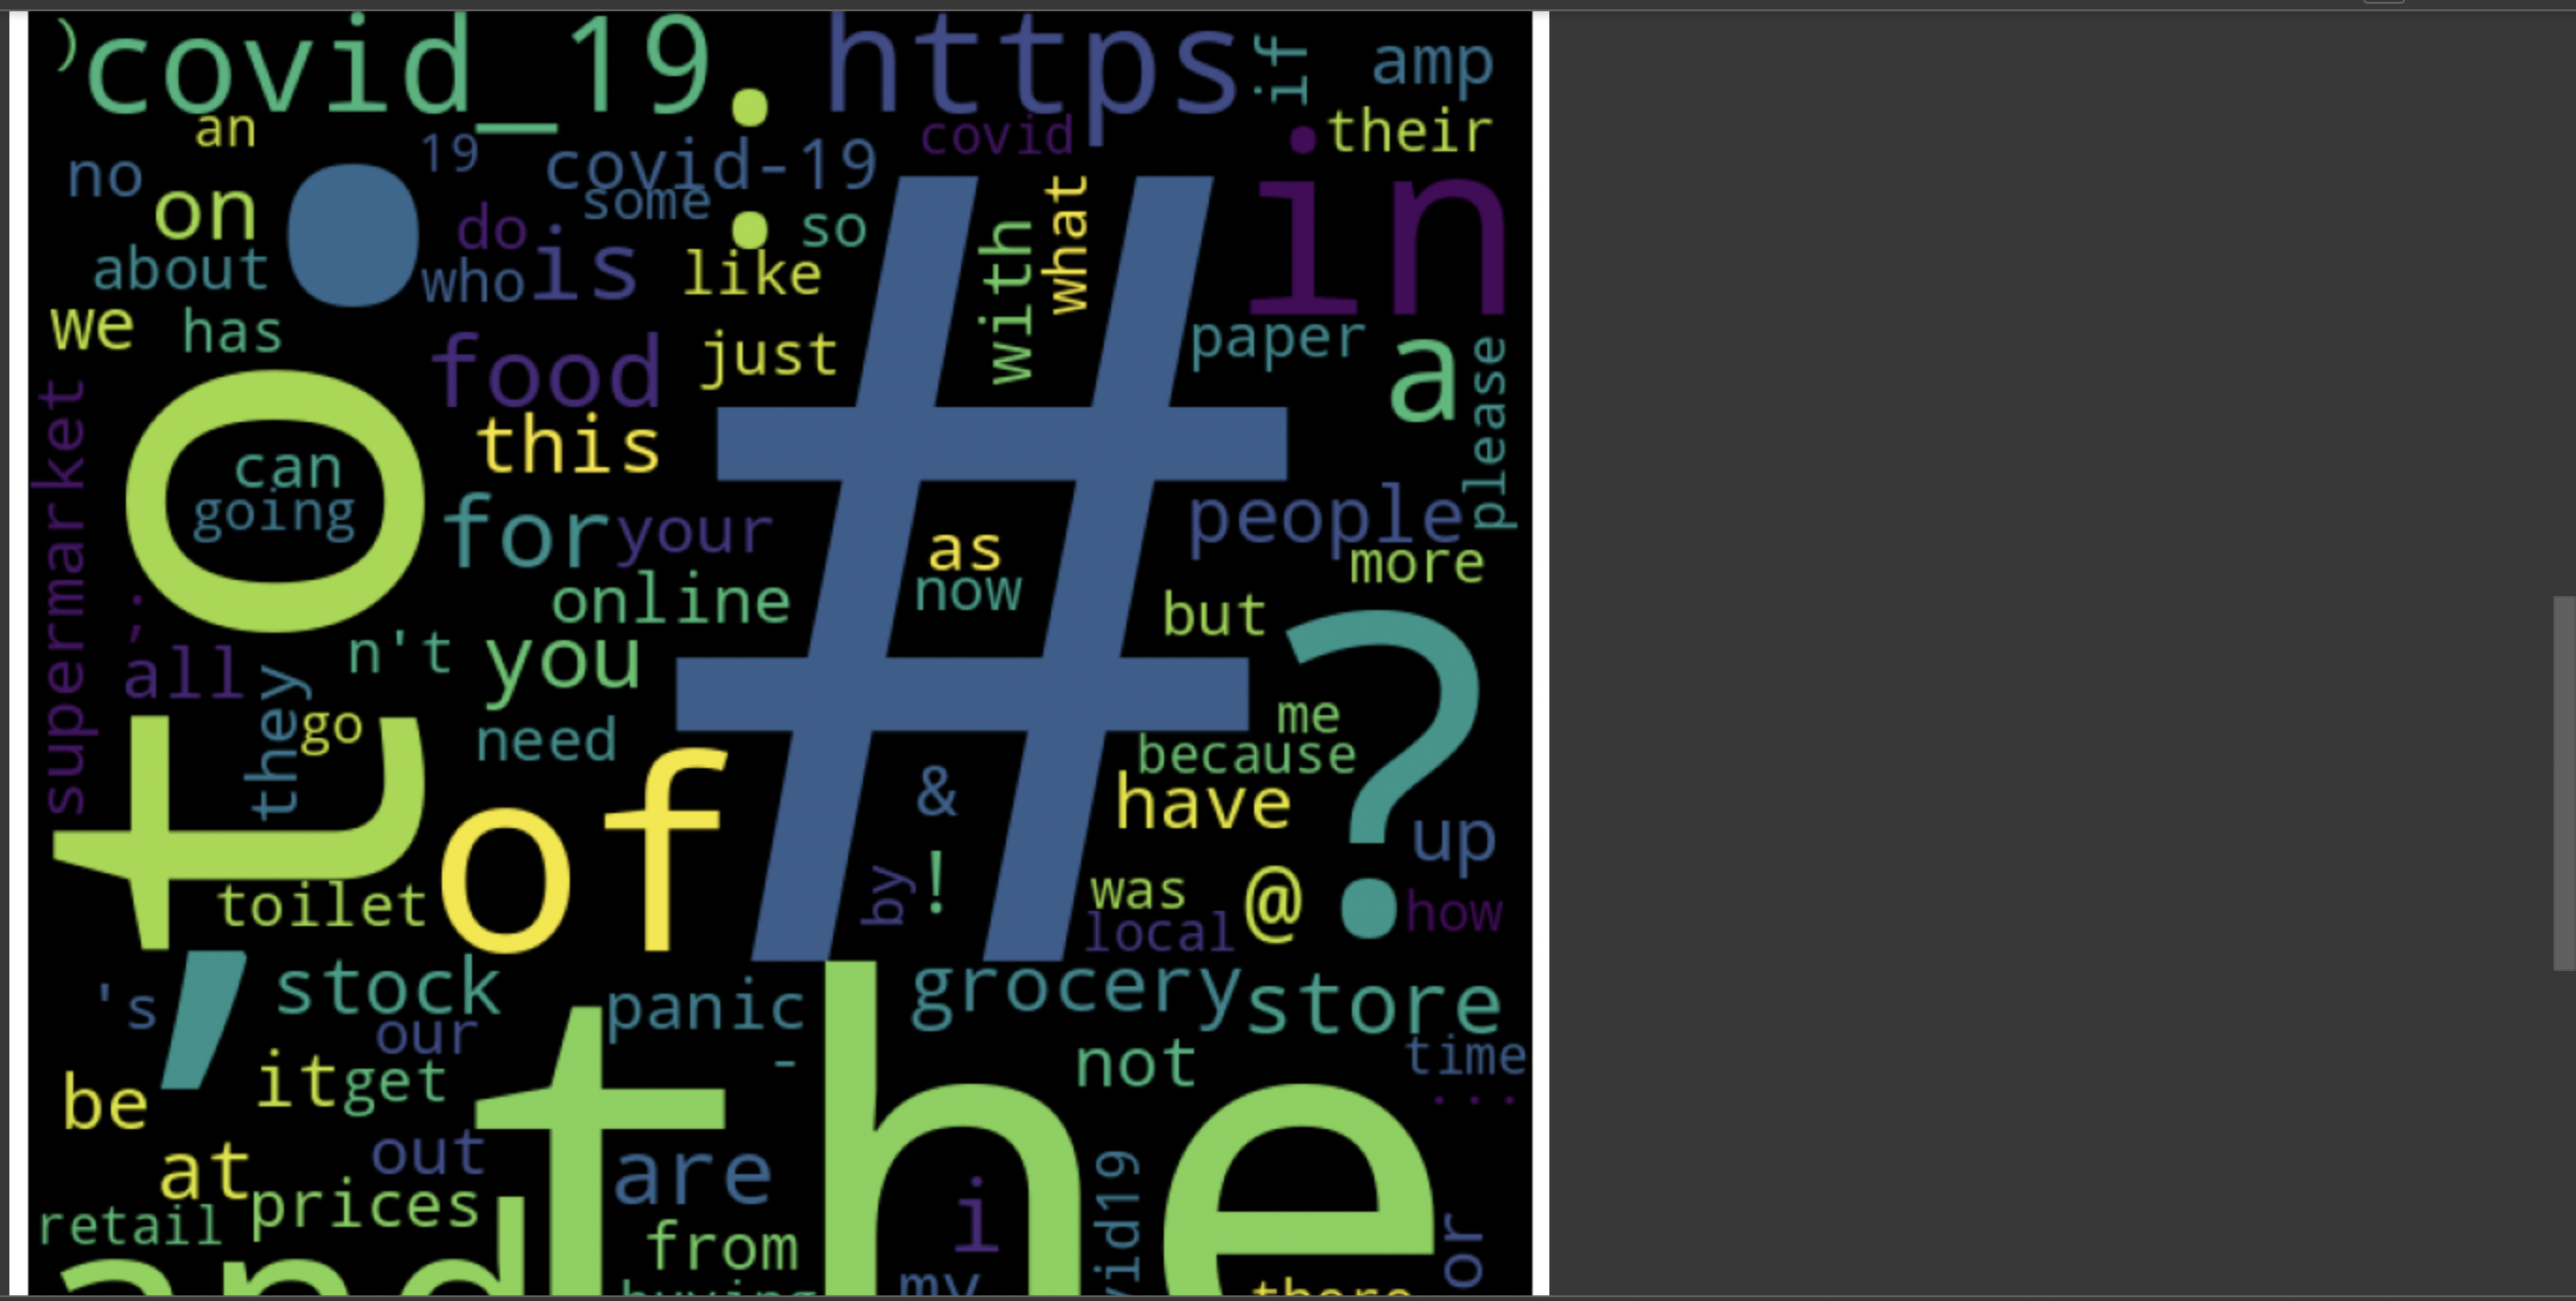 ) covid_19 . https if amp
an 19 covid-19 covid . their
no on . some what in
about do is : so with
who like
we has food just paper a please
supermarket can this
going for your as people
online now more
; but ?
all n't you
to they go need me
because
of # & have up
by ! was @ how
toilet local
's , stock panic grocery store
our time
be it get - not ...
at out the are
retail prices from i
and my or